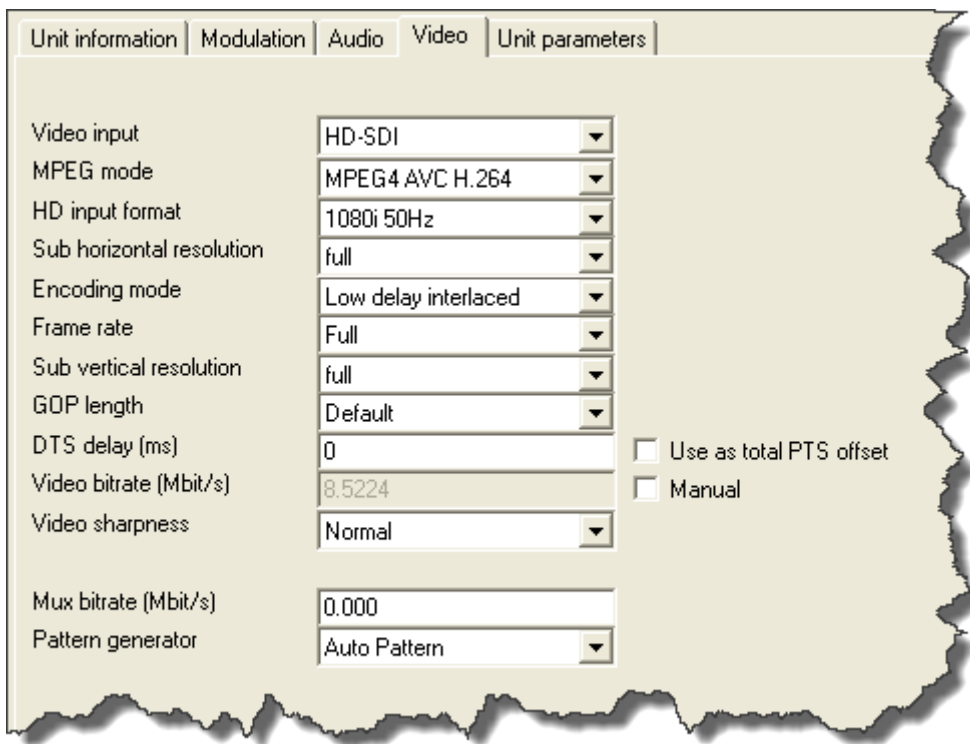 Unit information Modulation Audio Video Unit parameters
Video input HD-SDI
MPEG mode MPEG4 AVC H.264
HD input format 1080i 50Hz
Sub horizontal resolution full
Encoding mode Low delay interlaced
Frame rate Full
Sub vertical resolution full
GOP length Default
DTS delay (ms) 0 Use as total PTS offset
Video bitrate (Mbit/s) 8.5224 Manual
Video sharpness Normal
Mux bitrate (Mbit/s) 0.000
Pattern generator Auto Pattern